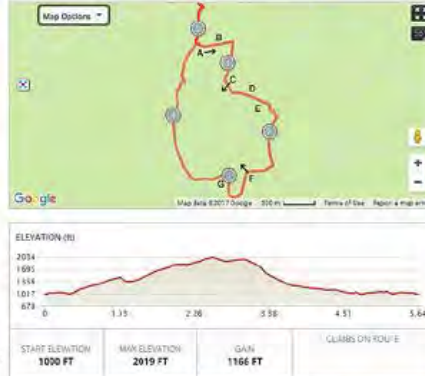 Map Options
A B
C D
E
F
G
Google
Map data ©2017 Google 500 m Terms of Use Report a map error
ELEVATION (ft)
2034
1695
1356
1017
679
0 1.13 2.26 3.38 4.51 5.64
START ELEVATION MAX ELEVATION GAIN CLIMBS ON ROUTE
1000 FT 2019 FT 1166 FT